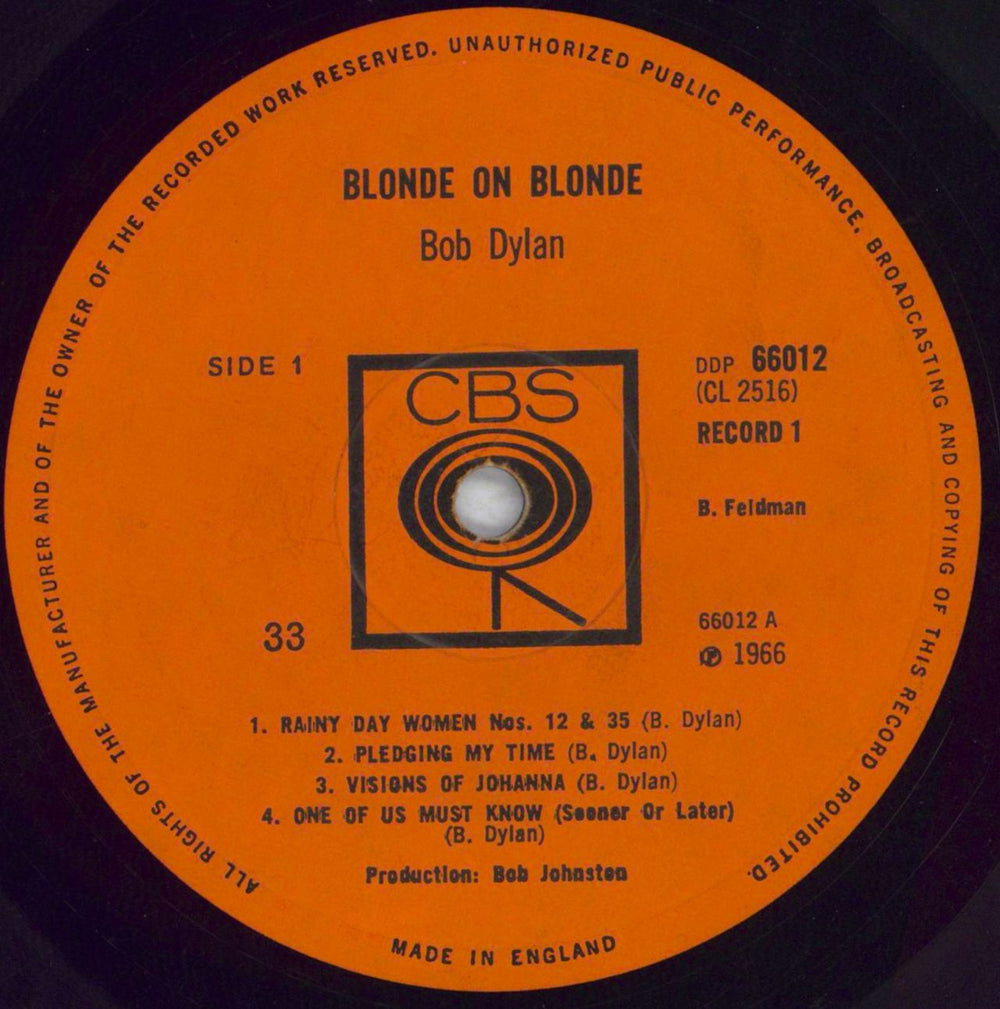 ALL RIGHTS OF THE MANUFACTURER AND OF THE OWNER OF THE RECORDED WORK RESERVED. UNAUTHORIZED PUBLIC PERFORMANCE, BROADCASTING AND COPYING OF THIS RECORD PROHIBITED.
BLONDE ON BLONDE
Bob Dylan
SIDE 1
CBS
DDP 66012
(CL 2516)
RECORD 1
B. Feldman
33
66012 A
℗ 1966
1. RAINY DAY WOMEN Nos. 12 & 35 (B. Dylan)
2. PLEDGING MY TIME (B. Dylan)
3. VISIONS OF JOHANNA (B. Dylan)
4. ONE OF US MUST KNOW (Sooner Or Later)
(B. Dylan)
Production: Bob Johnston
MADE IN ENGLAND